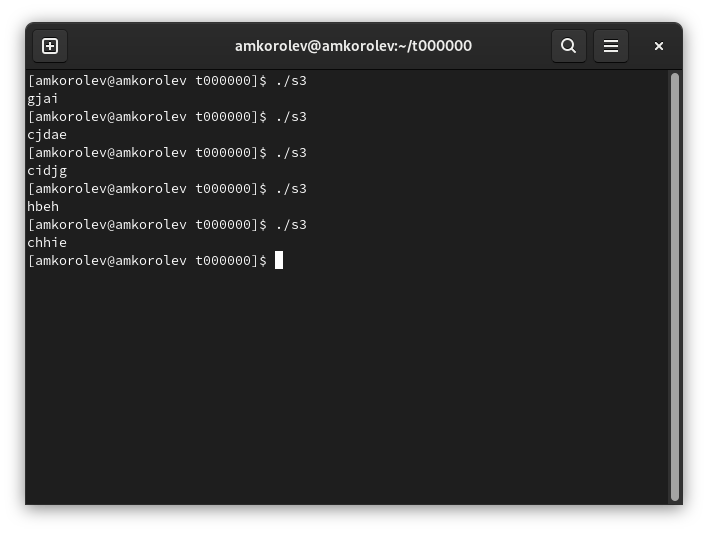 amkorolev@amkorolev:~/t000000
[amkorolev@amkorolev t000000]$ ./s3
gjai
[amkorolev@amkorolev t000000]$ ./s3
cjdae
[amkorolev@amkorolev t000000]$ ./s3
cidjg
[amkorolev@amkorolev t000000]$ ./s3
hbeh
[amkorolev@amkorolev t000000]$ ./s3
chhie
[amkorolev@amkorolev t000000]$